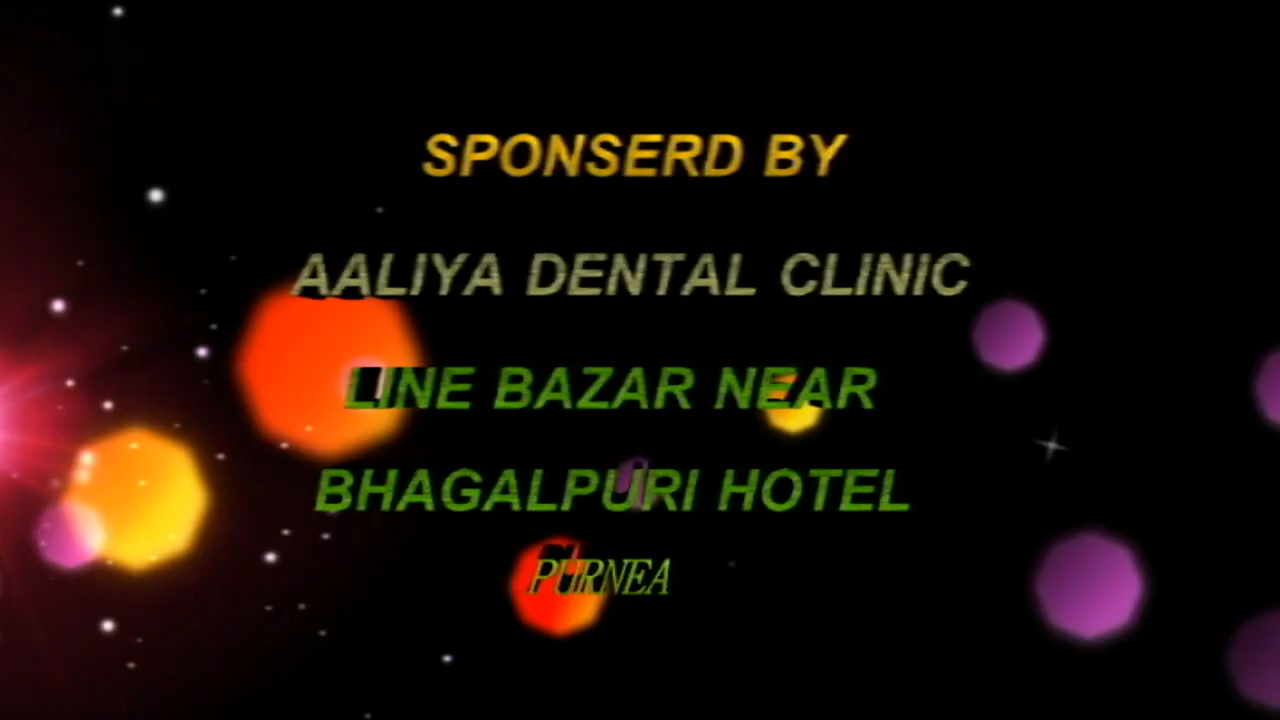 SPONSERD BY
AALIYA DENTAL CLINIC
LINE BAZAR NEAR
BHAGALPURI HOTEL
PURNEA